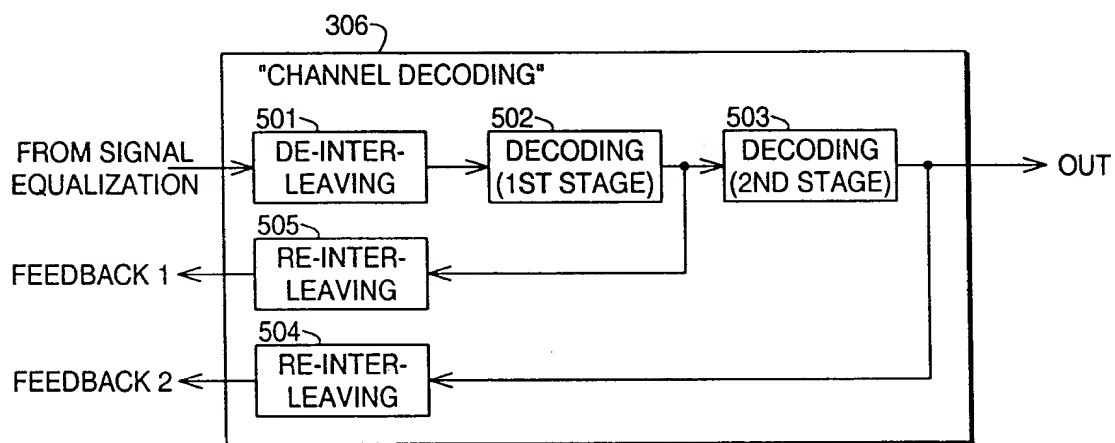 306
"CHANNEL DECODING"
501
502
503
FROM SIGNAL
EQUALIZATION
DE-INTER-
LEAVING
DECODING
(1ST STAGE)
DECODING
(2ND STAGE)
OUT
505
FEEDBACK 1
RE-INTER-
LEAVING
504
FEEDBACK 2
RE-INTER-
LEAVING